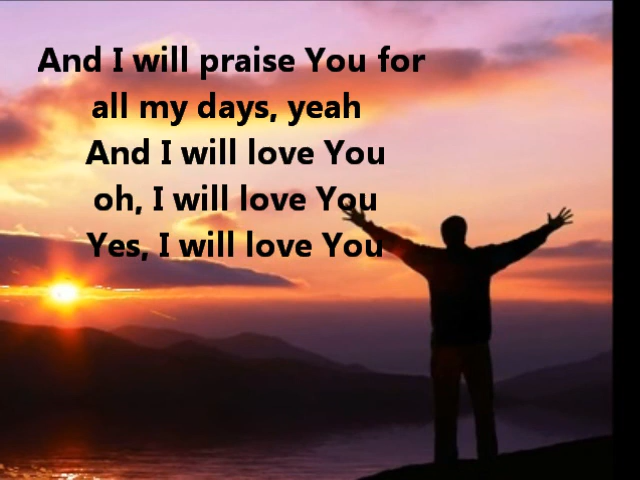 And I will praise You for
all my days, yeah
And I will love You
oh, I will love You
Yes, I will love You